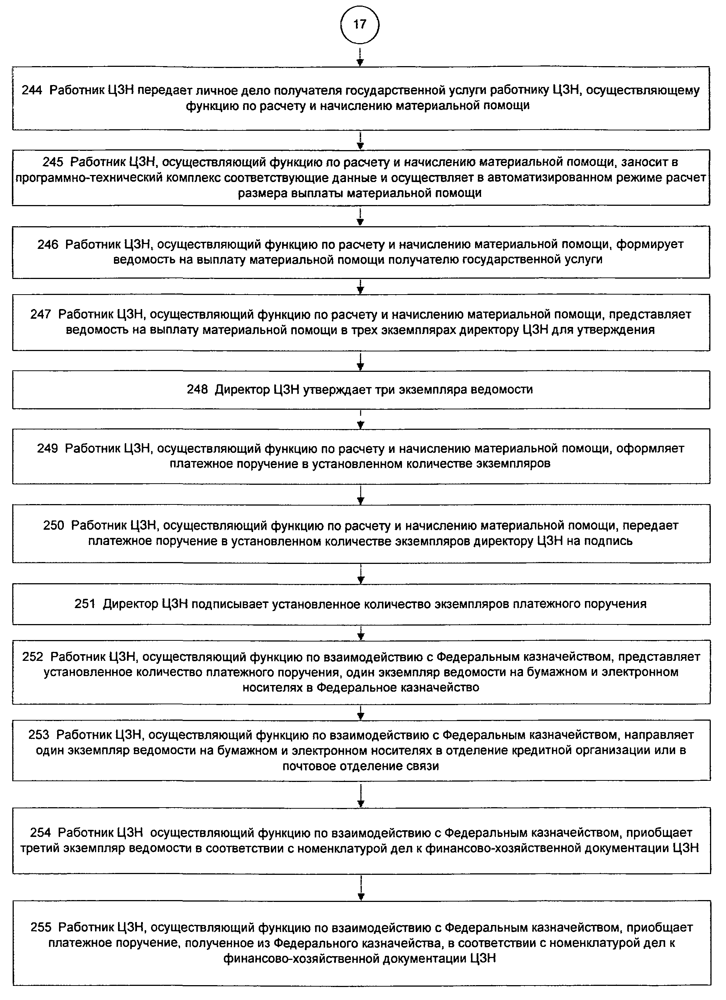 17
244 Работник ЦЗН передает личное дело получателя государственной услуги работнику ЦЗН, осуществляющему
функцию по расчету и начислению материальной помощи
245 Работник ЦЗН, осуществляющий функцию по расчету и начислению материальной помощи, заносит в
программно-технический комплекс соответствующие данные и осуществляет в автоматизированном режиме расчет
размера выплаты материальной помощи
246 Работник ЦЗН, осуществляющий функцию по расчету и начислению материальной помощи, формирует
ведомость на выплату материальной помощи получателю государственной услуги
247 Работник ЦЗН, осуществляющий функцию по расчету и начислению материальной помощи, представляет
ведомость на выплату материальной помощи в трех экземплярах директору ЦЗН для утверждения
248 Директор ЦЗН утверждает три экземпляра ведомости
249 Работник ЦЗН, осуществляющий функцию по расчету и начислению материальной помощи, оформляет
платежное поручение в установленном количестве экземпляров
250 Работник ЦЗН, осуществляющий функцию по расчету и начислению материальной помощи, передает
платежное поручение в установленном количестве экземпляров директору ЦЗН на подпись
251 Директор ЦЗН подписывает установленное количество экземпляров платежного поручения
252 Работник ЦЗН, осуществляющий функцию по взаимодействию с Федеральным казначейством, представляет
установленное количество платежного поручения, один экземпляр ведомости на бумажном и электронном
носителях в Федеральное казначейство
253 Работник ЦЗН, осуществляющий функцию по взаимодействию с Федеральным казначейством, направляет
один экземпляр ведомости на бумажном и электронном носителях в отделение кредитной организации или в
почтовое отделение связи
254 Работник ЦЗН осуществляющий функцию по взаимодействию с Федеральным казначейством, приобщает
третий экземпляр ведомости в соответствии с номенклатурой дел к финансово-хозяйственной документации ЦЗН
255 Работник ЦЗН, осуществляющий функцию по взаимодействию с Федеральным казначейством, приобщает
платежное поручение, полученное из Федерального казначейства, в соответствии с номенклатурой дел к
финансово-хозяйственной документации ЦЗН